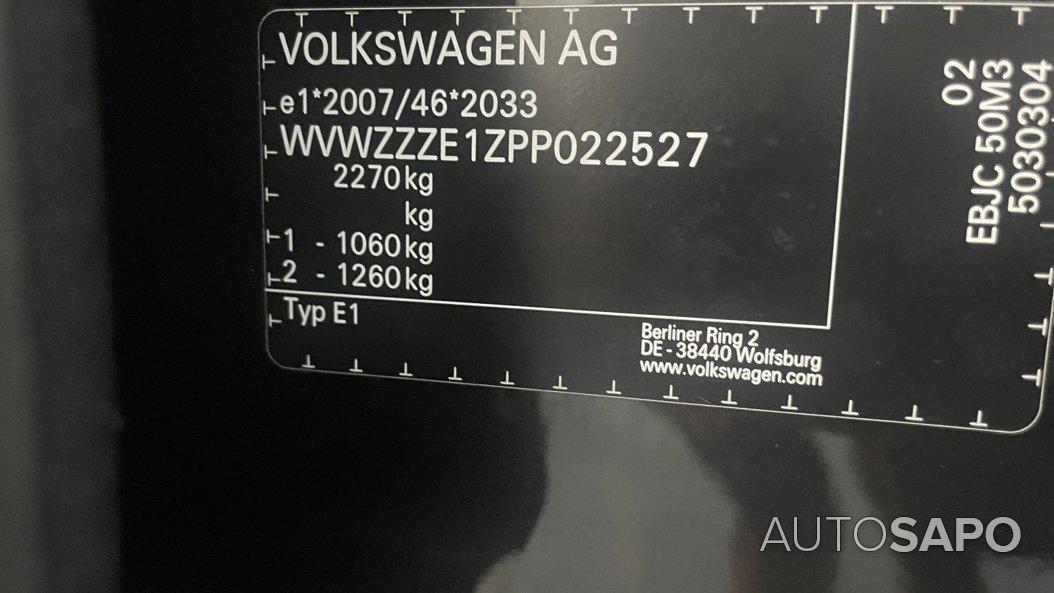 VOLKSWAGEN AG
e1*2007/46*2033
WVWZZZE1ZPP022527
2270kg
kg
1 - 1060kg
2 - 1260kg
Typ E1
Berliner Ring 2
DE - 38440 Wolfsburg
www.volkswagen.com
02
EBJC 50M3
5030304
AUTOSAPO